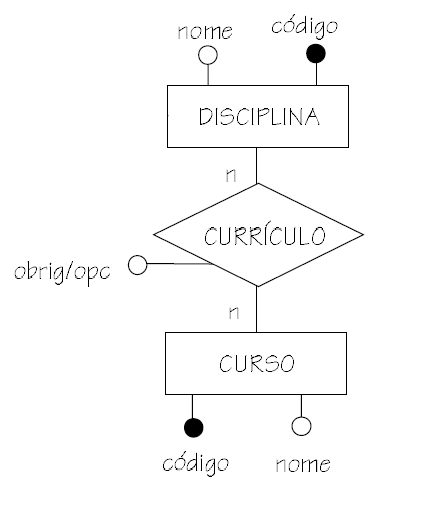 nome
código
DISCIPLINA
n
CURRÍCULO
obrig/opc
n
CURSO
código
nome